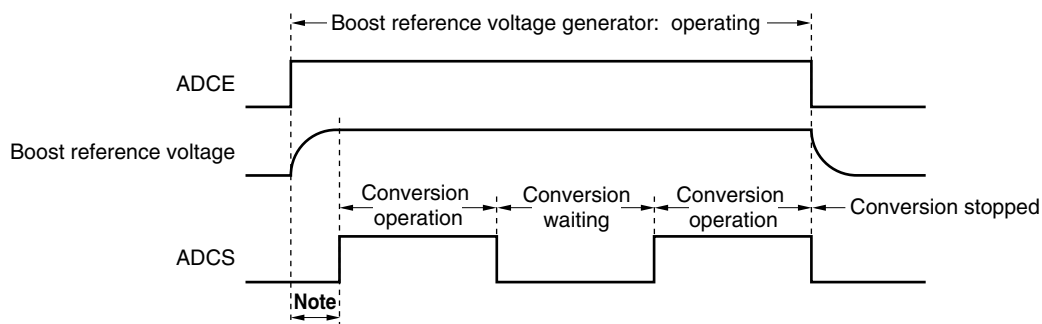 Boost reference voltage generator: operating
ADCE
Boost reference voltage
Conversion
operation
Conversion
waiting
Conversion
operation
Conversion stopped
ADCS
Note